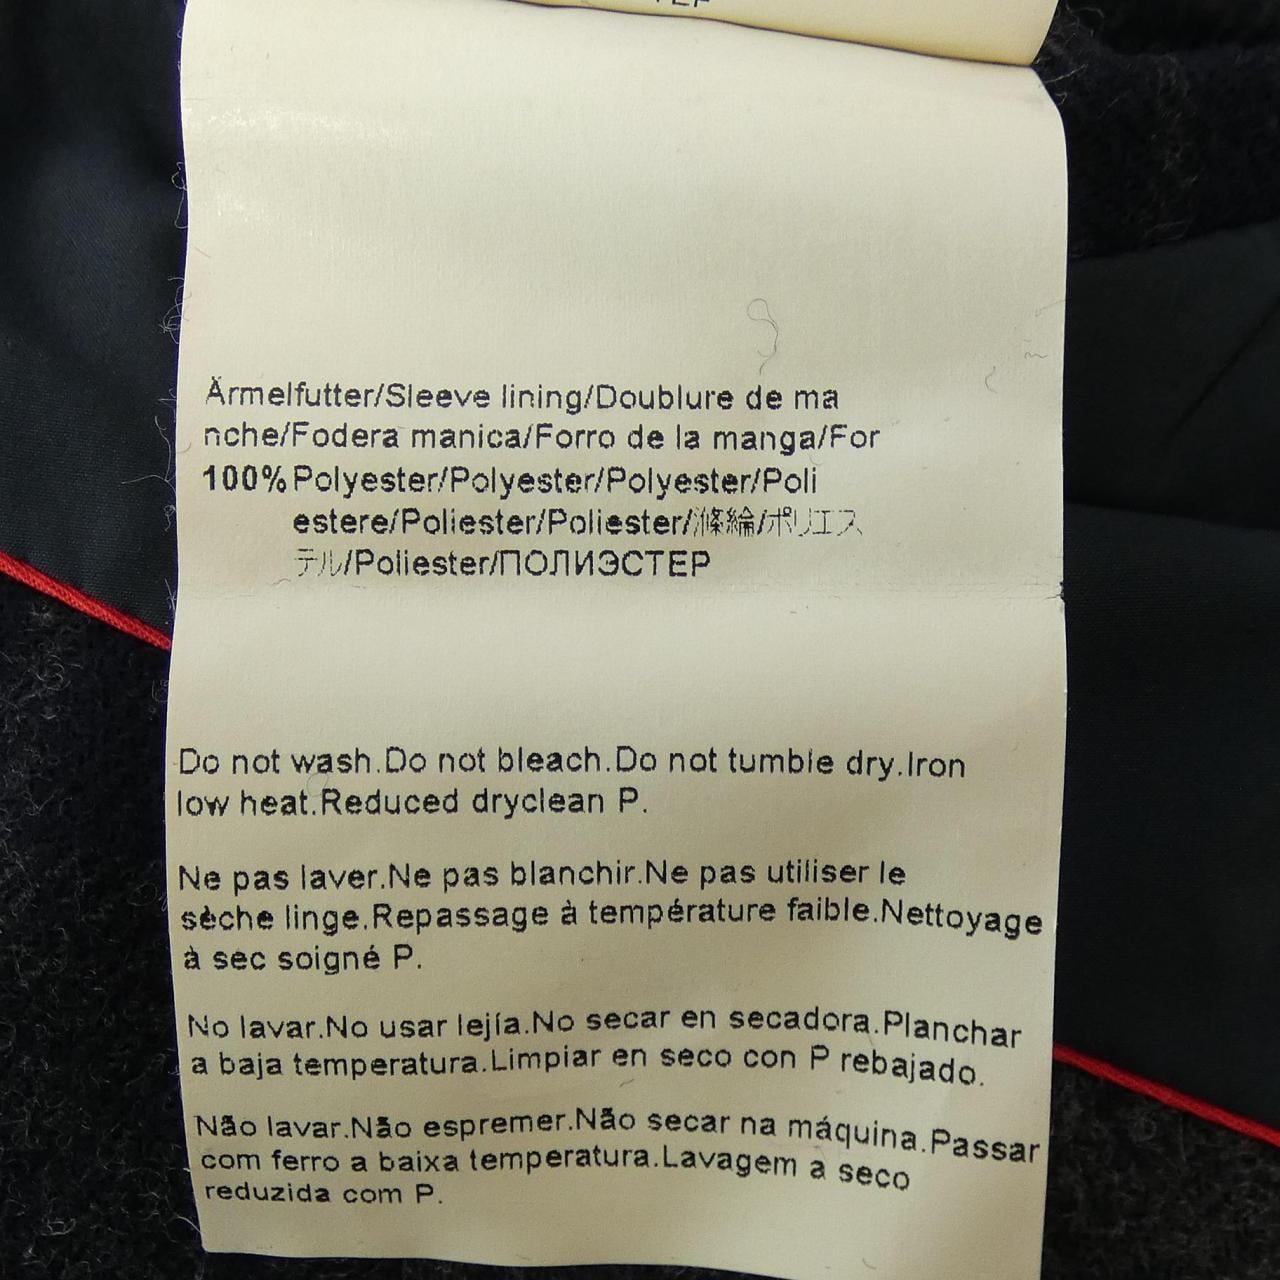 Ärmelfutter/Sleeve lining/Doublure de ma
nche/Fodera manica/Forro de la manga/For
100% Polyester/Polyester/Polyester/Poli
estere/Poliester/Poliester/滌綸/ポリエス
テル/Poliester/ПОЛИЭСТЕР
Do not wash.Do not bleach.Do not tumble dry.Iron
low heat.Reduced dryclean P.
Ne pas laver.Ne pas blanchir.Ne pas utiliser le
sèche linge.Repassage à température faible.Nettoyage
à sec soigné P.
No lavar.No usar lejía.No secar en secadora.Planchar
a baja temperatura.Limpiar en seco con P rebajado.
Não lavar.Não espremer.Não secar na máquina.Passar
com ferro a baixa temperatura.Lavagem a seco
reduzida com P.